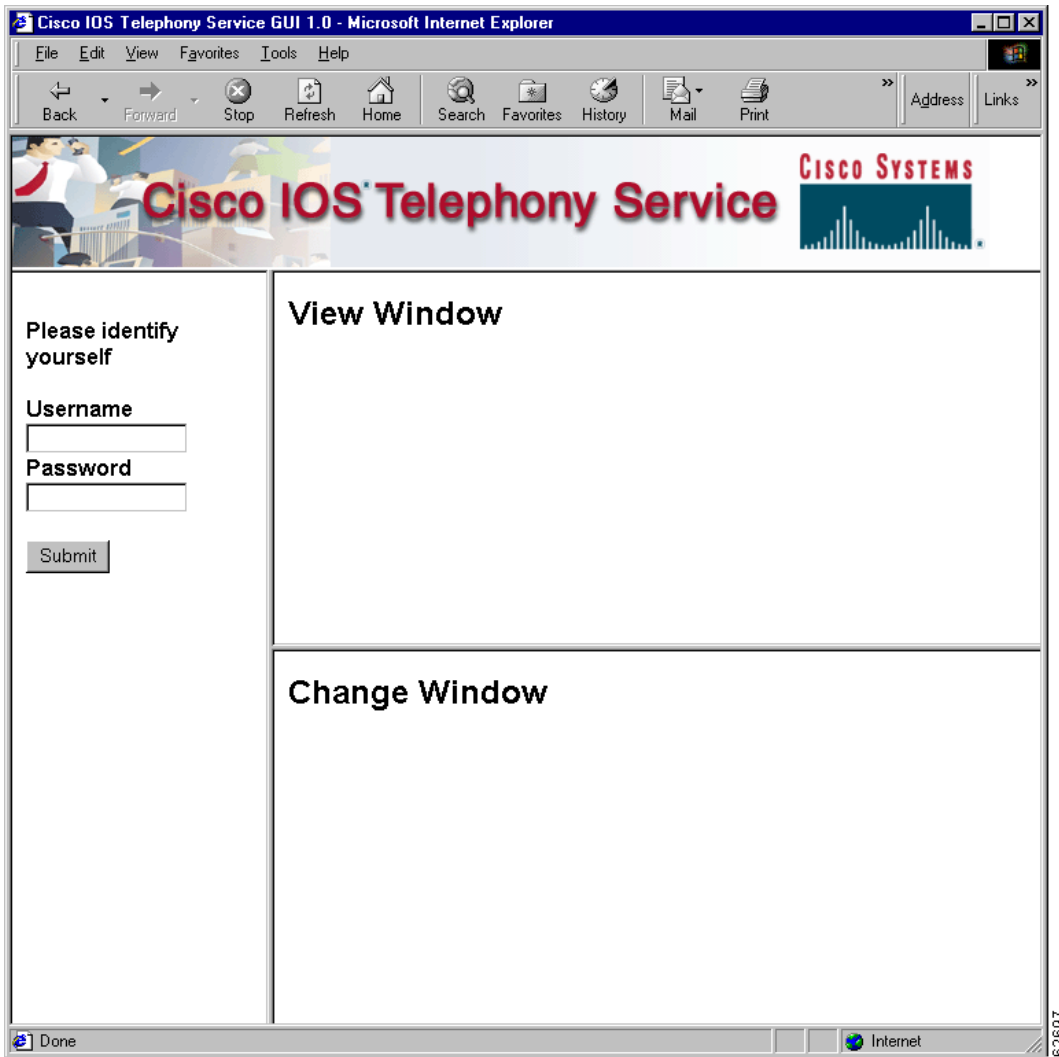 Cisco IOS Telephony Service GUI 1.0 - Microsoft Internet Explorer
File Edit View Favorites Tools Help
Back Forward Stop Refresh Home Search Favorites History Mail Print » Address Links »
Cisco IOS Telephony Service
CISCO SYSTEMS
Please identify
yourself
Username
Password
Submit
View Window
Change Window
Done
Internet